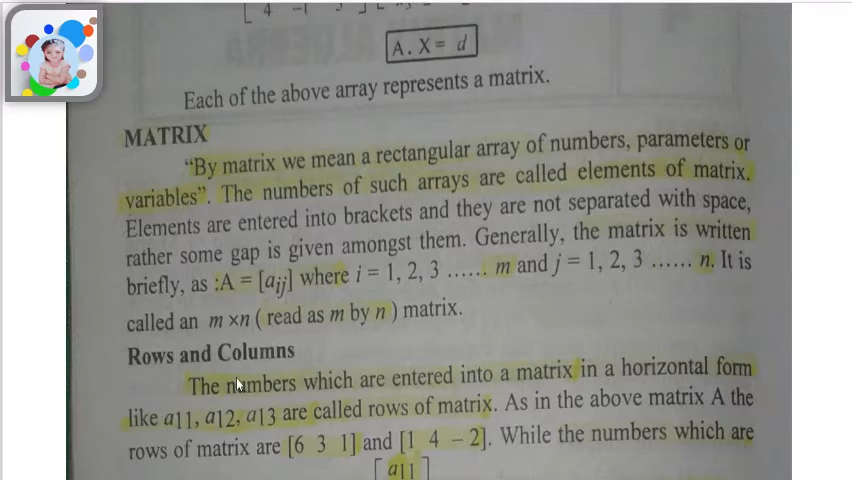 A . X = d
Each of the above array represents a matrix.
MATRIX
“By matrix we mean a rectangular array of numbers, parameters or
variables”. The numbers of such arrays are called elements of matrix.
Elements are entered into brackets and they are not separated with space,
rather some gap is given amongst them. Generally, the matrix is written
briefly, as :A = [aij] where i = 1, 2, 3 ...... m and j = 1, 2, 3 ...... n. It is
called an m ×n ( read as m by n ) matrix.
Rows and Columns
The numbers which are entered into a matrix in a horizontal form
like a11, a12, a13 are called rows of matrix. As in the above matrix A the
rows of matrix are [6 3 1] and [1 4 – 2]. While the numbers which are
[ a11 ]